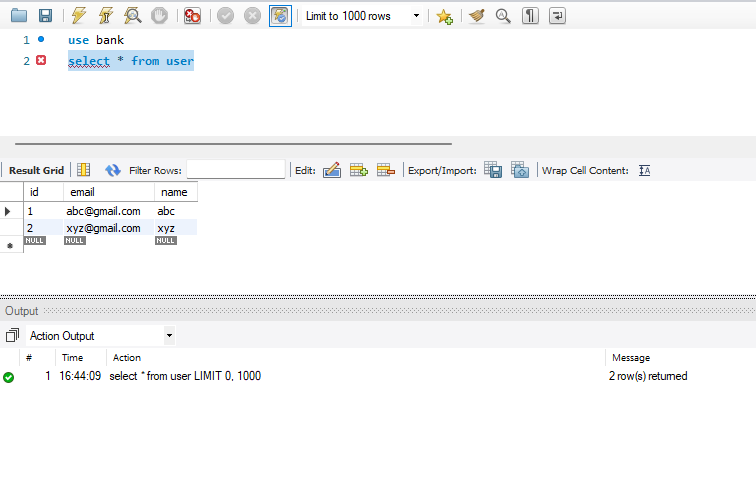 Limit to 1000 rows
1 use bank
2 select * from user
Result Grid Filter Rows: Edit: Export/Import: Wrap Cell Content:
id email name
1 abc@gmail.com abc
2 xyz@gmail.com xyz
NULL NULL NULL
Output
Action Output
# Time Action Message
1 16:44:09 select * from user LIMIT 0, 1000 2 row(s) returned